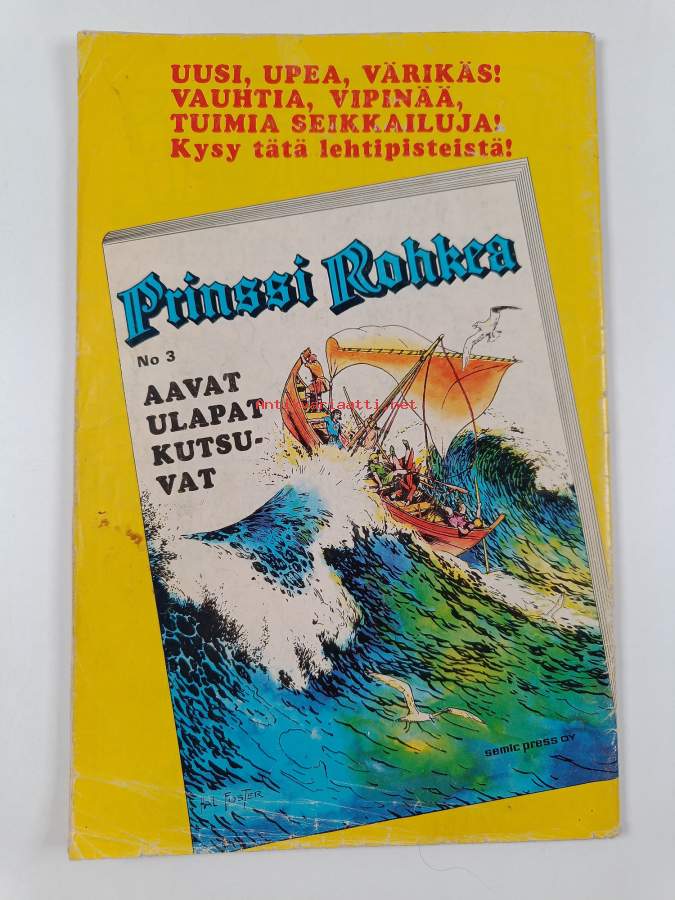 UUSI, UPEA, VÄRIKÄS!
VAUHTIA, VIPINÄÄ,
TUIMIA SEIKKAILUJA!
Kysy tätä lehtipisteistä!
Prinssi Rohkea
No 3
AAVAT
ULAPAT
KUTSU-
VAT
Antikvariaatti.net
semic press OY
HAL FOSTER